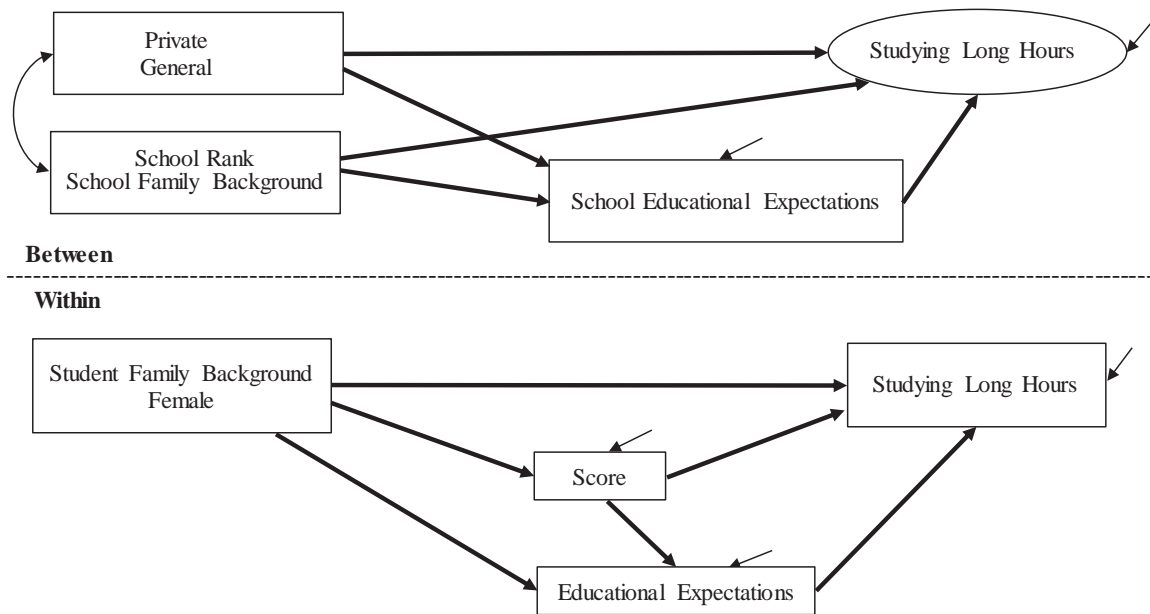 Private
General
Studying Long Hours
School Rank
School Family Background
School Educational Expectations
Between
Within
Student Family Background
Female
Studying Long Hours
Score
Educational Expectations